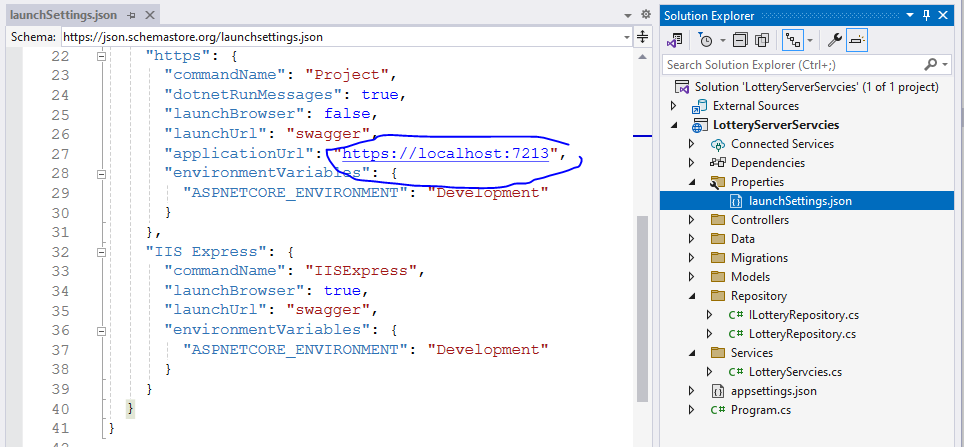 launchSettings.json
Schema: https://json.schemastore.org/launchsettings.json
22 "https": {
23 "commandName": "Project",
24 "dotnetRunMessages": true,
25 "launchBrowser": false,
26 "launchUrl": "swagger",
27 "applicationUrl": "https://localhost:7213",
28 "environmentVariables": {
29 "ASPNETCORE_ENVIRONMENT": "Development"
30 }
31 },
32 "IIS Express": {
33 "commandName": "IISExpress",
34 "launchBrowser": true,
35 "launchUrl": "swagger",
36 "environmentVariables": {
37 "ASPNETCORE_ENVIRONMENT": "Development"
38 }
39 }
40 }
41 }
42
Solution Explorer
Search Solution Explorer (Ctrl+;)
Solution 'LotteryServerServcies' (1 of 1 project)
External Sources
LotteryServerServcies
Connected Services
Dependencies
Properties
launchSettings.json
Controllers
Data
Migrations
Models
Repository
C# ILotteryRepository.cs
C# LotteryRepository.cs
Services
C# LotteryServcies.cs
appsettings.json
C# Program.cs